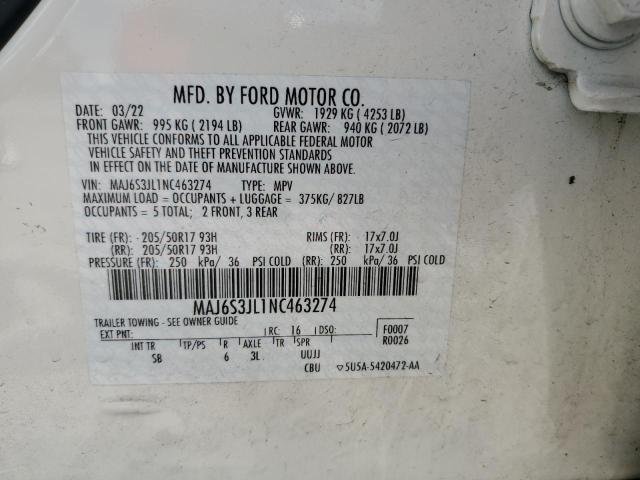 MFD. BY FORD MOTOR CO.
DATE: 03/22 GVWR: 1929 KG ( 4253 LB)
FRONT GAWR: 995 KG ( 2194 LB) REAR GAWR: 940 KG ( 2072 LB)
THIS VEHICLE CONFORMS TO ALL APPLICABLE FEDERAL MOTOR
VEHICLE SAFETY AND THEFT PREVENTION STANDARDS
IN EFFECT ON THE DATE OF MANUFACTURE SHOWN ABOVE.
VIN: MAJ6S3JL1NC463274 TYPE: MPV
MAXIMUM LOAD = OCCUPANTS + LUGGAGE = 375KG/ 827LB
OCCUPANTS = 5 TOTAL; 2 FRONT, 3 REAR
TIRE (FR): 205/50R17 93H RIMS (FR): 17x7.0J
(RR): 205/50R17 93H (RR): 17x7.0J
PRESSURE (FR): 250 kPa/ 36 PSI COLD (RR): 250 kPa/ 36 PSI COLD
MAJ6S3JL1NC463274
TRAILER TOWING - SEE OWNER GUIDE
EXT PNT: RC: 16 DSO: F0007
R0026
INT TR TP/PS R AXLE TR SPR
SB 6 3L UUJJ
CBU ▽5U5A-5420472-AA